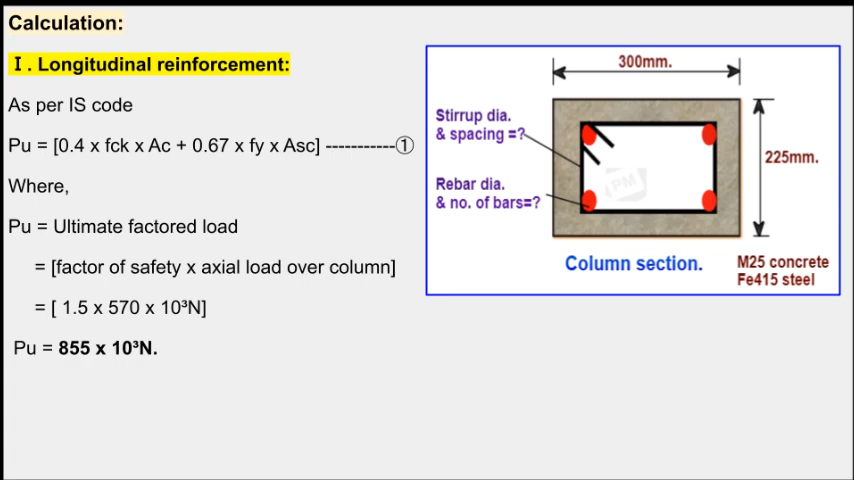 Calculation:
Ⅰ. Longitudinal reinforcement:
As per IS code
Pu = [0.4 x fck x Ac + 0.67 x fy x Asc] -----------①
Where,
Pu = Ultimate factored load
= [factor of safety x axial load over column]
= [ 1.5 x 570 x 10³N]
Pu = 855 x 10³N.
300mm.
Stirrup dia.
& spacing =?
225mm.
PM
Rebar dia.
& no. of bars=?
Column section.
M25 concrete
Fe415 steel